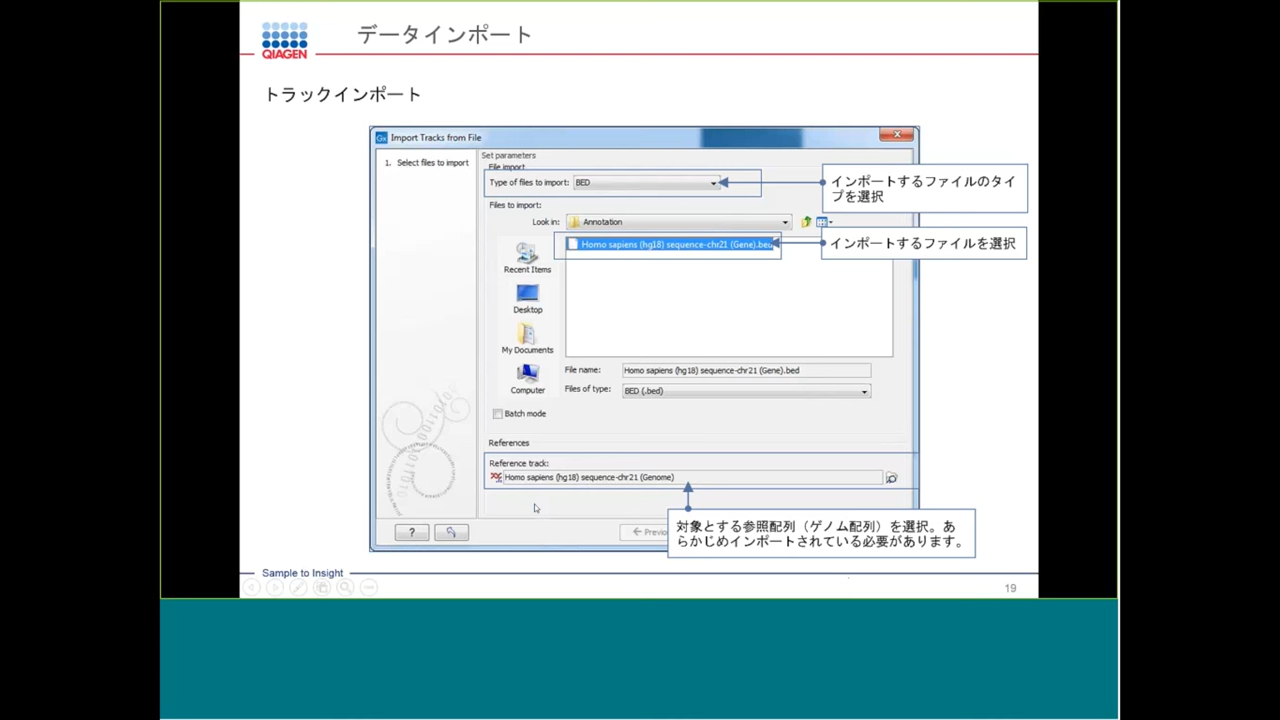 QIAGEN
データインポート
トラックインポート
Import Tracks from File
1. Select files to import
Set parameters
File import
Type of files to import: BED
インポートするファイルのタイ
プを選択
Files to import:
Look in: Annotation
Homo sapiens (hg18) sequence-chr21 (Gene).bed
インポートするファイルを選択
Recent Items
Desktop
My Documents
Computer
File name: Homo sapiens (hg18) sequence-chr21 (Gene).bed
Files of type: BED (.bed)
Batch mode
References
Reference track:
Homo sapiens (hg18) sequence-chr21 (Genome)
?
対象とする参照配列（ゲノム配列）を選択。あ
らかじめインポートされている必要があります。
Sample to Insight
19